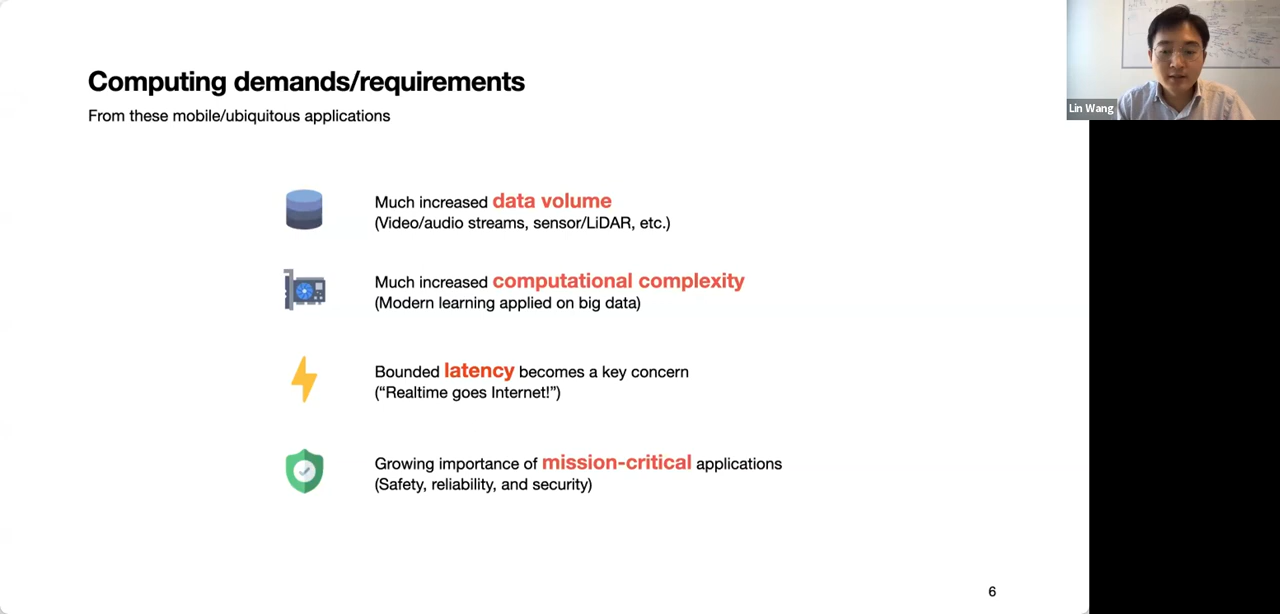 Computing demands/requirements
From these mobile/ubiquitous applications
Much increased data volume
(Video/audio streams, sensor/LiDAR, etc.)
Much increased computational complexity
(Modern learning applied on big data)
Bounded latency becomes a key concern
(“Realtime goes Internet!”)
Growing importance of mission-critical applications
(Safety, reliability, and security)
6
Lin Wang